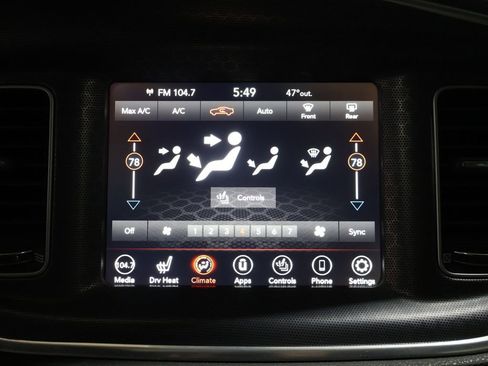 FM 104.7 5:49 47°out.
Max A/C A/C Auto Front Rear
78 78
Controls
Off 1 2 3 4 5 6 7 Sync
104.7
Media Drv Heat Climate Apps Controls Phone Settings